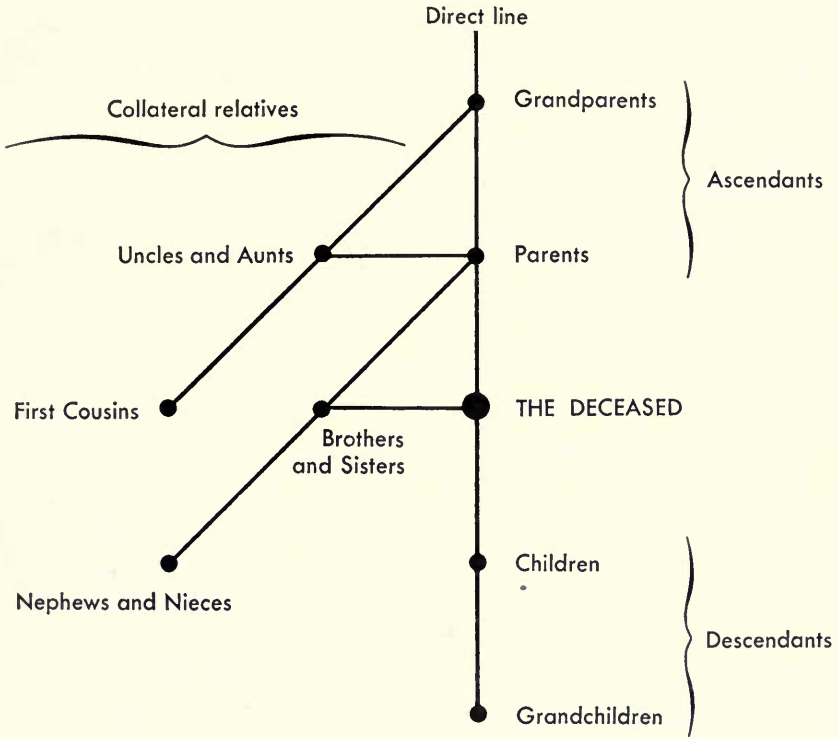 Direct line
Collateral relatives
Grandparents
Ascendants
Uncles and Aunts
Parents
First Cousins
THE DECEASED
Brothers
and Sisters
Children
Nephews and Nieces
Descendants
Grandchildren